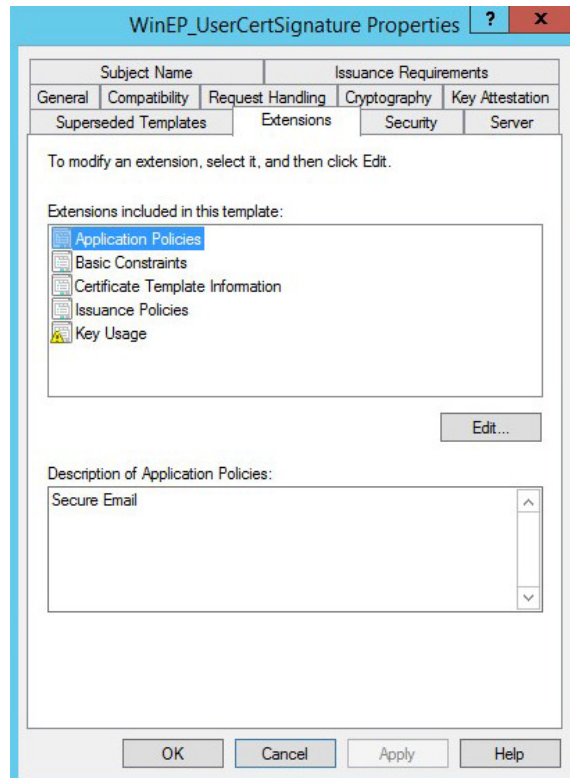 WinEP_UserCertSignature Properties ? x
Subject Name Issuance Requirements
General Compatibility Request Handling Cryptography Key Attestation
Superseded Templates Extensions Security Server
To modify an extension, select it, and then click Edit.
Extensions included in this template:
Application Policies
Basic Constraints
Certificate Template Information
Issuance Policies
Key Usage
Edit...
Description of Application Policies:
Secure Email
OK Cancel Apply Help